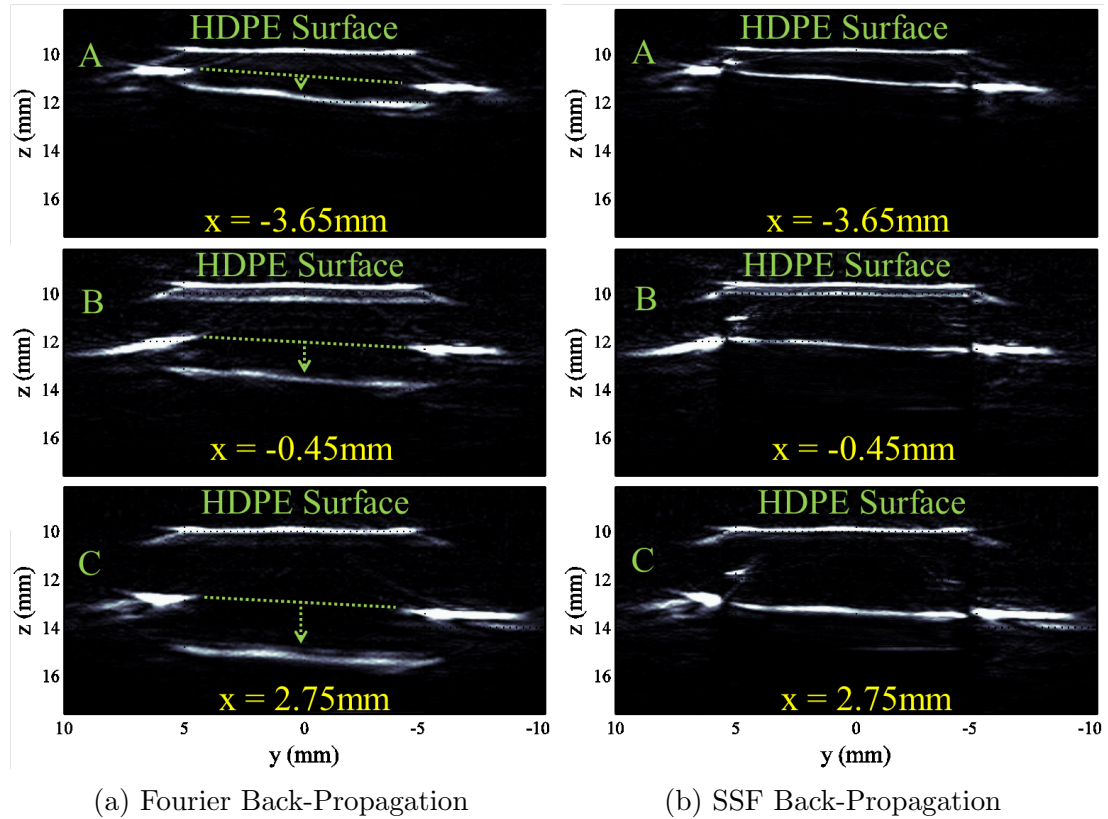 HDPE Surface
A
10
12
14
16
z (mm)
x = -3.65mm
HDPE Surface
B
10
12
14
16
z (mm)
x = -0.45mm
HDPE Surface
C
10
12
14
16
z (mm)
x = 2.75mm
10 5 0 -5 -10
y (mm)
(a) Fourier Back-Propagation
HDPE Surface
A
10
12
14
16
z (mm)
x = -3.65mm
HDPE Surface
B
10
12
14
16
z (mm)
x = -0.45mm
HDPE Surface
C
10
12
14
16
z (mm)
x = 2.75mm
10 5 0 -5 -10
y (mm)
(b) SSF Back-Propagation